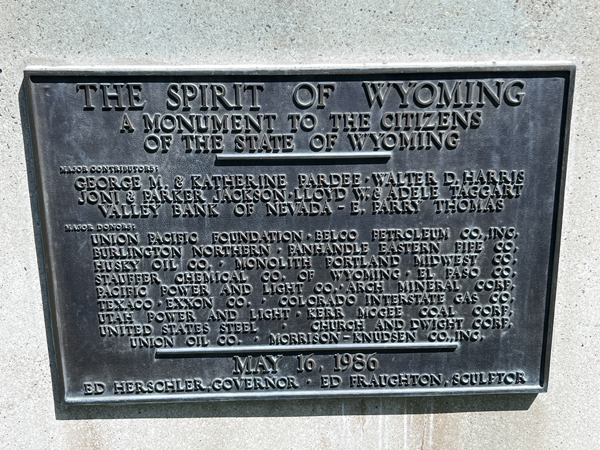 THE SPIRIT OF WYOMING
A MONUMENT TO THE CITIZENS
OF THE STATE OF WYOMING
MAJOR CONTRIBUTORS:
GEORGE M. & KATHERINE PARDEE · WALTER D. HARRIS
JONI & PARKER JACKSON · LLOYD W. & ADELE TAGGART
VALLEY BANK OF NEVADA - E. PARRY THOMAS
MAJOR DONORS:
UNION PACIFIC FOUNDATION · BELCO PETROLEUM CO., INC.
BURLINGTON NORTHERN · PANHANDLE EASTERN PIPE CO.
HUSKY OIL CO. · MONOLITH PORTLAND MIDWEST CO.
STAUFFER CHEMICAL CO. OF WYOMING · EL PASO CO.
PACIFIC POWER AND LIGHT CO. · ARCH MINERAL CORP.
TEXACO · EXXON CO. · COLORADO INTERSTATE GAS CO.
UTAH POWER AND LIGHT · KERR MCGEE COAL CORP.
UNITED STATES STEEL · CHURCH AND DWIGHT CORP.
UNION OIL CO. · MORRISON-KNUDSEN CO., INC.
MAY 16, 1986
ED HERSCHLER, GOVERNOR · ED FRAUGHTON, SCULPTOR